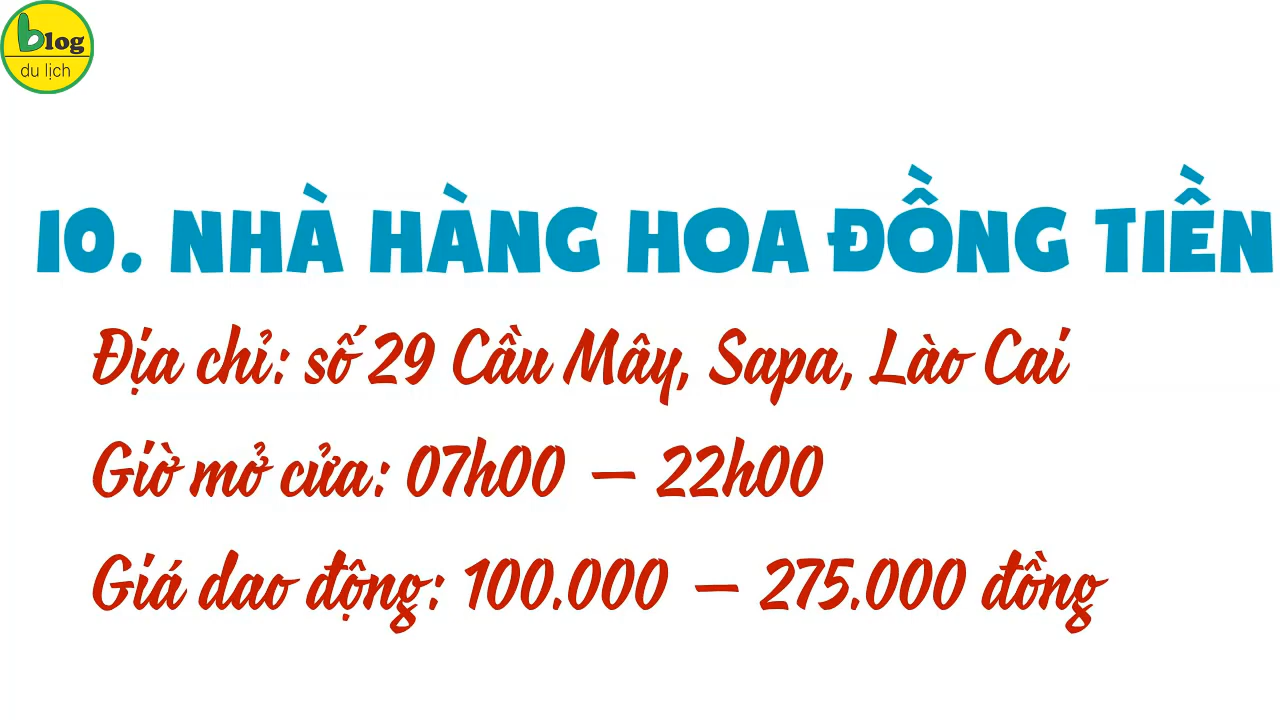 blog
du lịch
10. NHÀ HÀNG HOA ĐỒNG TIỀN
Địa chỉ: số 29 Cầu Mây, Sapa, Lào Cai
Giờ mở cửa: 07h00 – 22h00
Giá dao động: 100.000 – 275.000 đồng